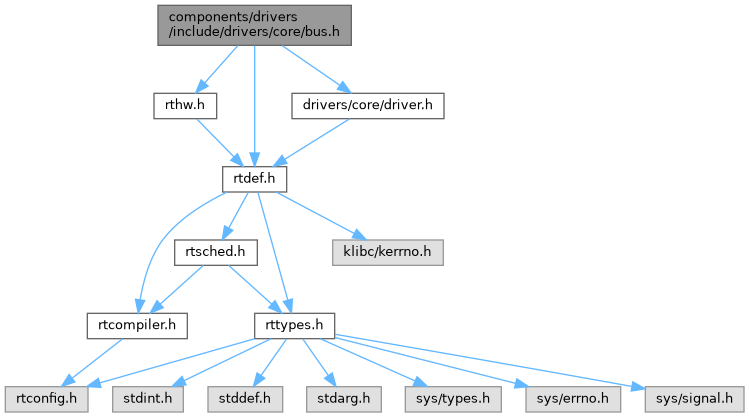 components/drivers
/include/drivers/core/bus.h
rthw.h
drivers/core/driver.h
rtdef.h
rtsched.h
klibc/kerrno.h
rtcompiler.h
rttypes.h
rtconfig.h
stdint.h
stddef.h
stdarg.h
sys/types.h
sys/errno.h
sys/signal.h